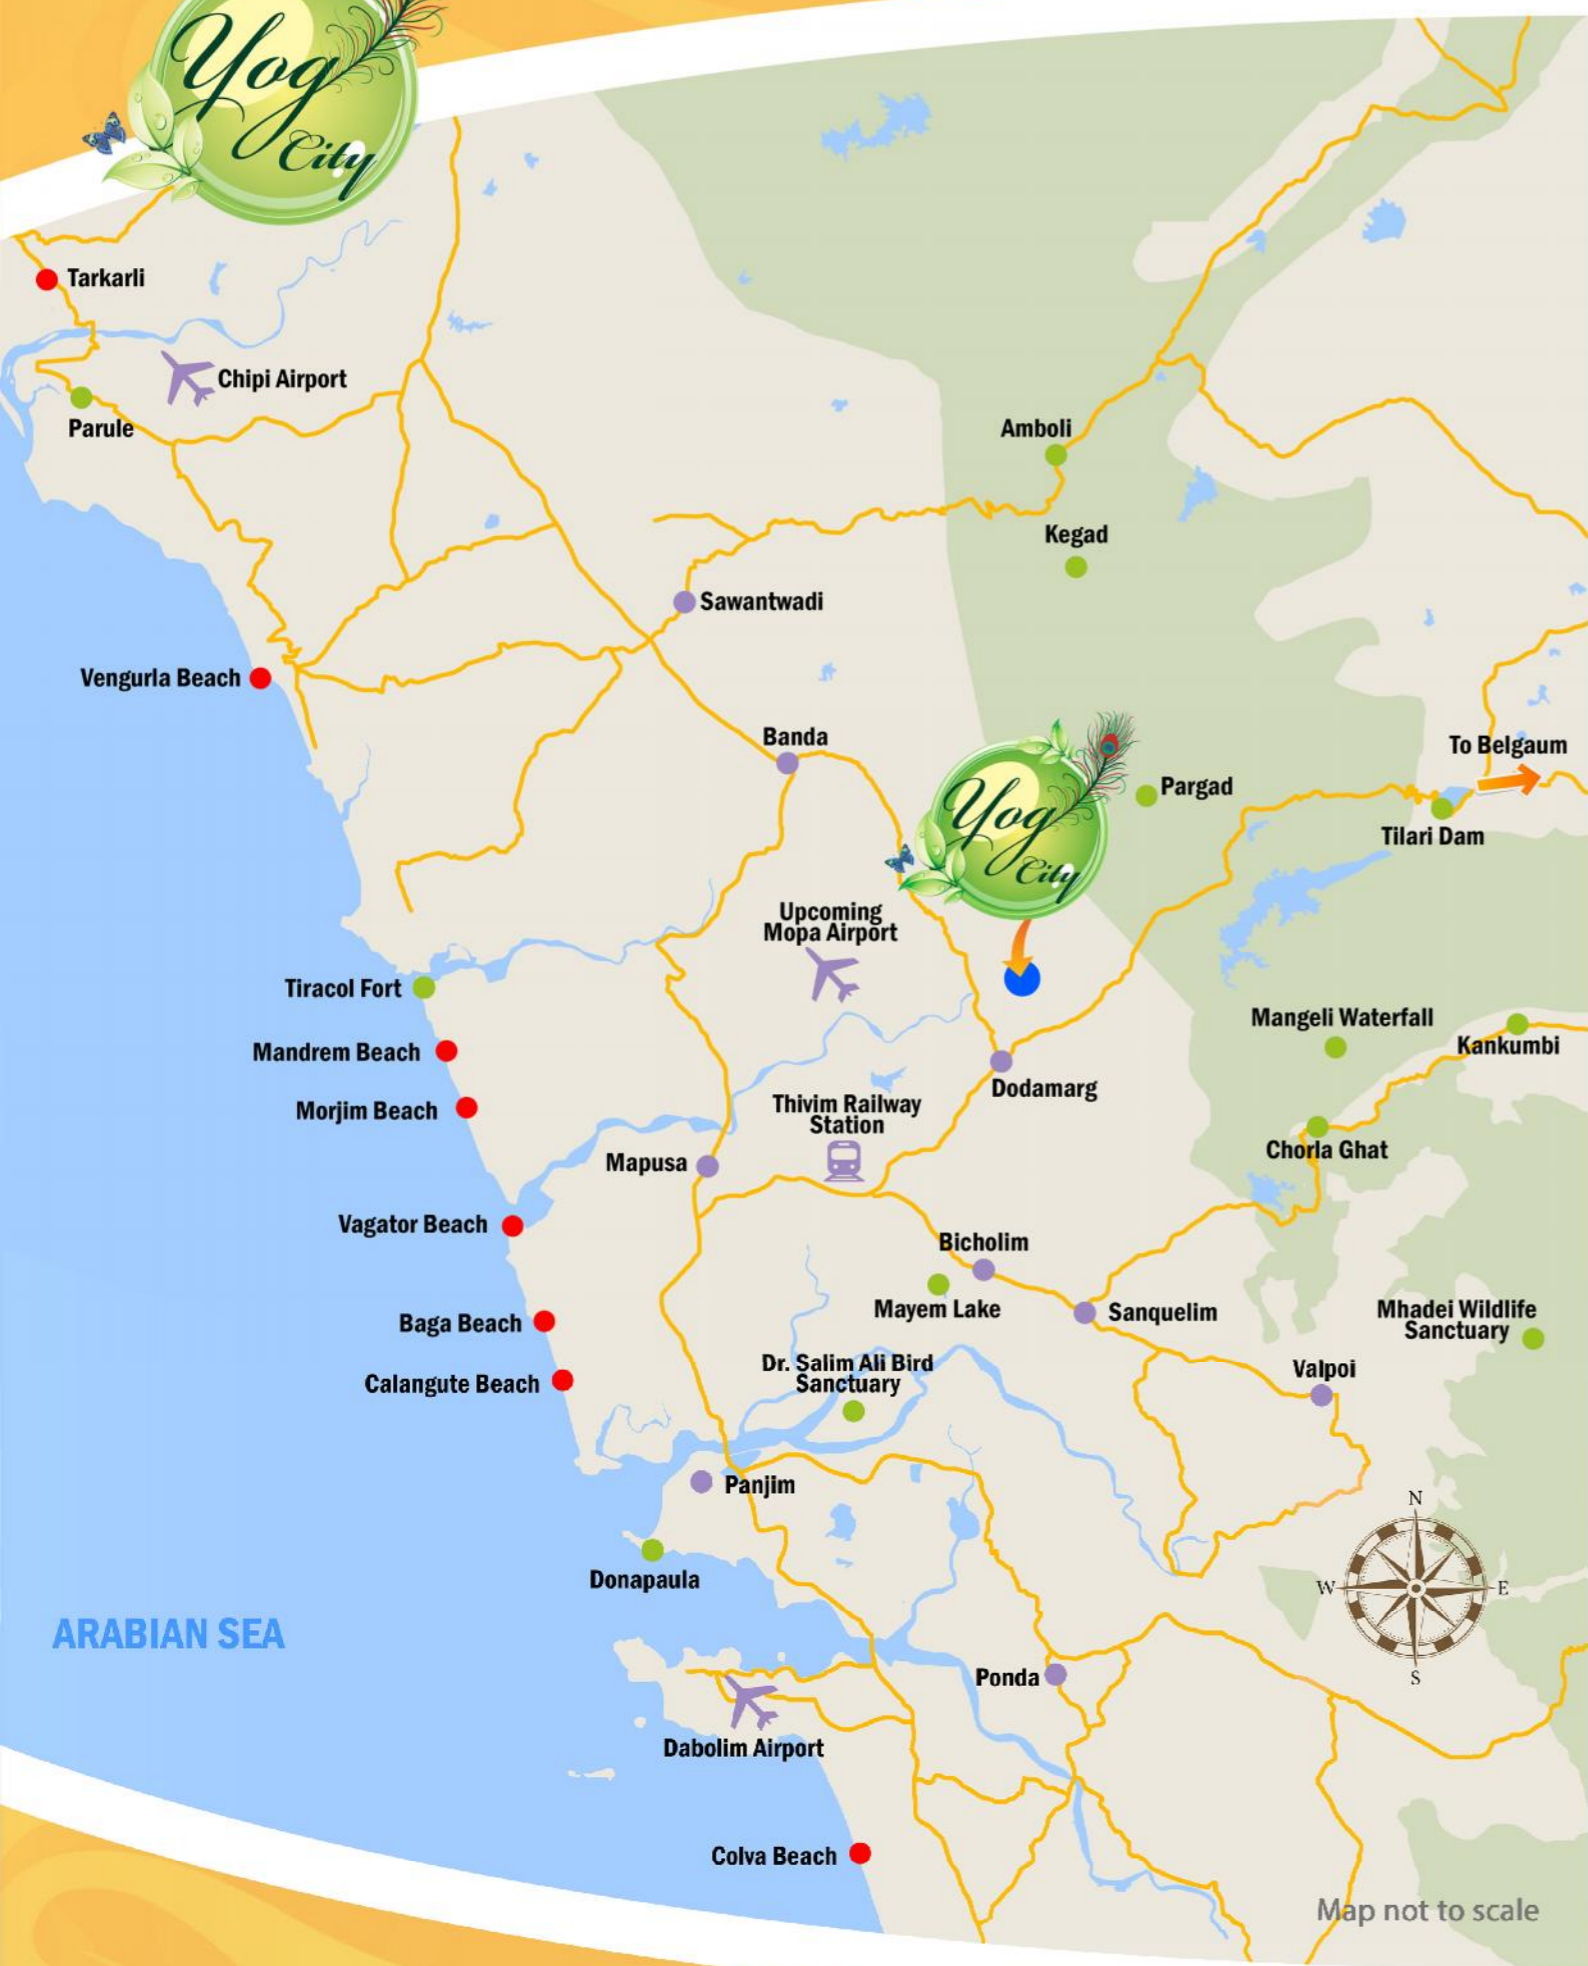 Yog
City
Tarkarli
Chipi Airport
Parule
Amboli
Kegad
Sawantwadi
Vengurla Beach
Banda
To Belgaum
Pargad
Yog
City
Tilari Dam
Upcoming
Mopa Airport
Tiracol Fort
Mangeli Waterfall
Kankumbi
Mandrem Beach
Dodamarg
Morjim Beach
Thivim Railway
Station
Chorla Ghat
Mapusa
Vagator Beach
Bicholim
Mayem Lake
Sanquelim
Mhadei Wildlife
Sanctuary
Baga Beach
Dr. Salim Ali Bird
Sanctuary
Valpoi
Calangute Beach
Panjim
N
W
E
S
Donapaula
ARABIAN SEA
Ponda
Dabolim Airport
Colva Beach
Map not to scale